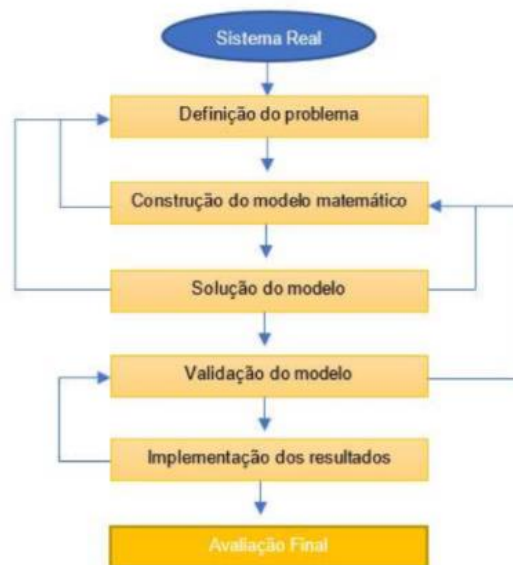 Sistema Real
Definição do problema
Construção do modelo matemático
Solução do modelo
Validação do modelo
Implementação dos resultados
Avaliação Final